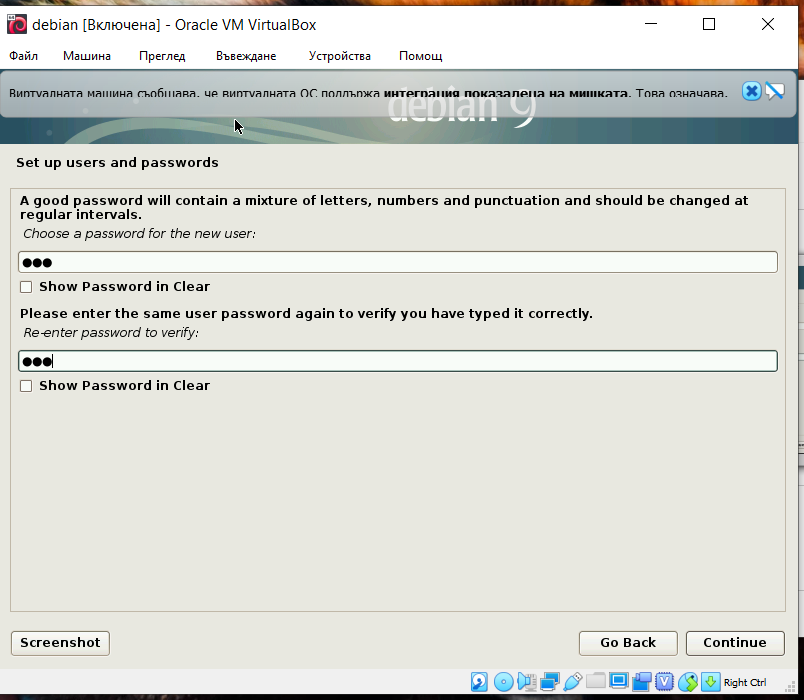 debian [Включена] - Oracle VM VirtualBox
Файл Машина Преглед Въвеждане Устройства Помощ
Виртуалната машина съобщава, че виртуалната ОС поддържа интеграция показалеца на мишката. Това означава,
debian 9
Set up users and passwords
A good password will contain a mixture of letters, numbers and punctuation and should be changed at
regular intervals.
Choose a password for the new user:
●●●
Show Password in Clear
Please enter the same user password again to verify you have typed it correctly.
Re-enter password to verify:
●●●
Show Password in Clear
Screenshot Go Back Continue
Right Ctrl